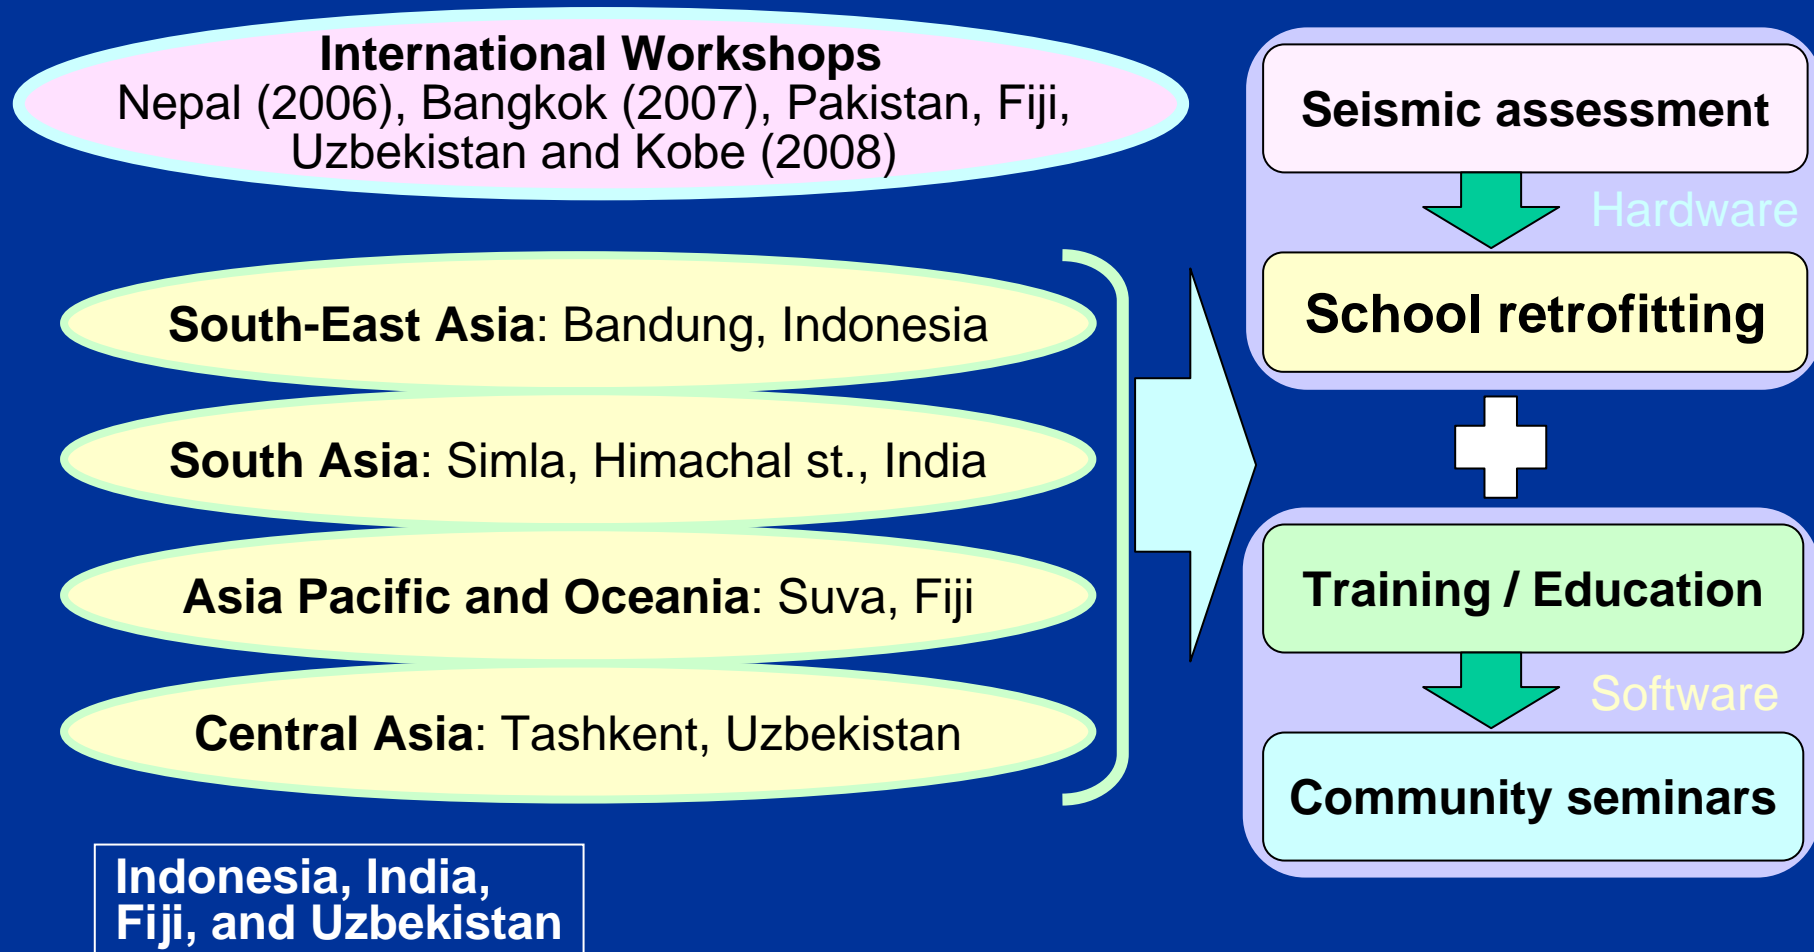 International Workshops
Nepal (2006), Bangkok (2007), Pakistan, Fiji,
Uzbekistan and Kobe (2008)
South-East Asia: Bandung, Indonesia
South Asia: Simla, Himachal st., India
Asia Pacific and Oceania: Suva, Fiji
Central Asia: Tashkent, Uzbekistan
Indonesia, India,
Fiji, and Uzbekistan
Seismic assessment
Hardware
School retrofitting
Training / Education
Software
Community seminars